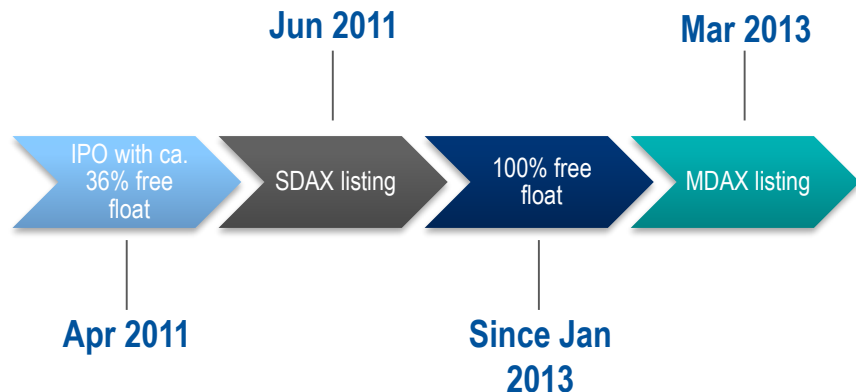 Jun 2011
Mar 2013
IPO with ca.
36% free
float
SDAX listing
100% free
float
MDAX listing
Apr 2011
Since Jan
2013